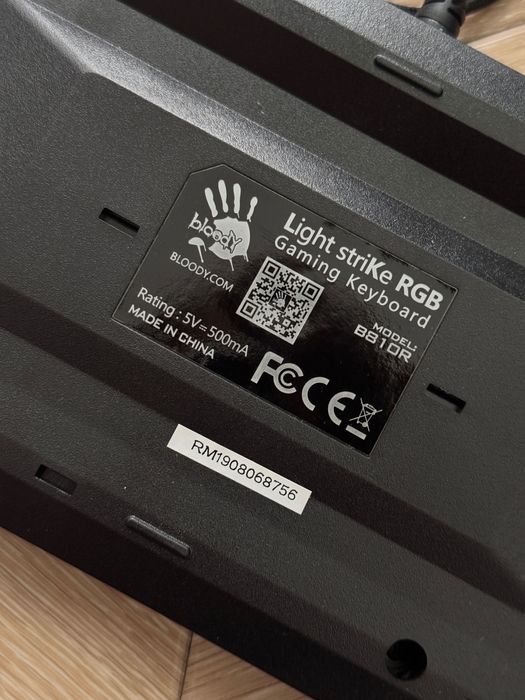 bloody
BLOODY.COM
Light striKe RGB
Gaming Keyboard
MODEL:
B810R
Rating : 5V=500mA
MADE IN CHINA
FC CE
RM1908068756